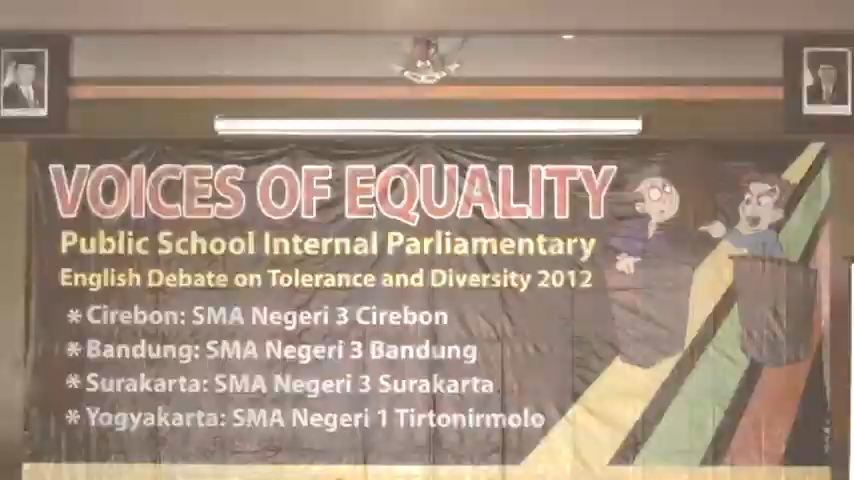 VOICES OF EQUALITY
Public School Internal Parliamentary
English Debate on Tolerance and Diversity 2012
* Cirebon: SMA Negeri 3 Cirebon
* Bandung: SMA Negeri 3 Bandung
* Surakarta: SMA Negeri 3 Surakarta
* Yogyakarta: SMA Negeri 1 Tirtonirmolo